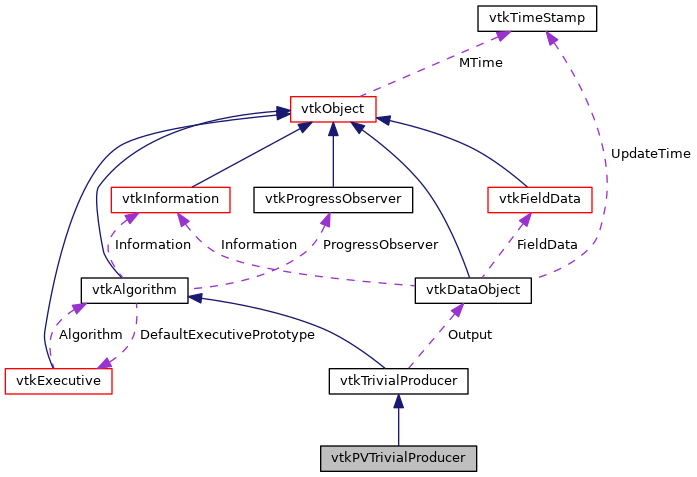 vtkTimeStamp
MTime
vtkObject
UpdateTime
vtkInformation
vtkProgressObserver
vtkFieldData
Information
Information
ProgressObserver
FieldData
vtkAlgorithm
vtkDataObject
Algorithm
DefaultExecutivePrototype
Output
vtkExecutive
vtkTrivialProducer
vtkPVTrivialProducer